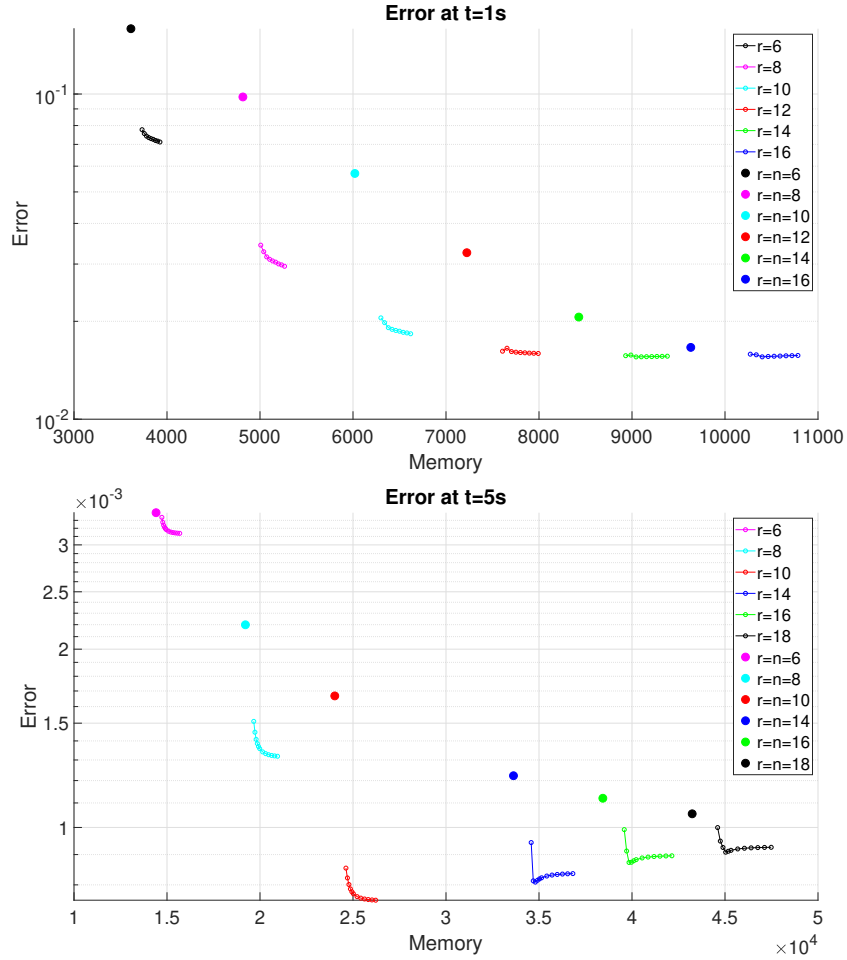 Error at t=1s
10^-1
10^-2
Error
3000 4000 5000 6000 7000 8000 9000 10000 11000
Memory
r=6
r=8
r=10
r=12
r=14
r=16
r=n=6
r=n=8
r=n=10
r=n=12
r=n=14
r=n=16
×10^-3
Error at t=5s
3
2.5
2
1.5
1
Error
1 1.5 2 2.5 3 3.5 4 4.5 5
Memory
×10^4
r=6
r=8
r=10
r=14
r=16
r=18
r=n=6
r=n=8
r=n=10
r=n=14
r=n=16
r=n=18